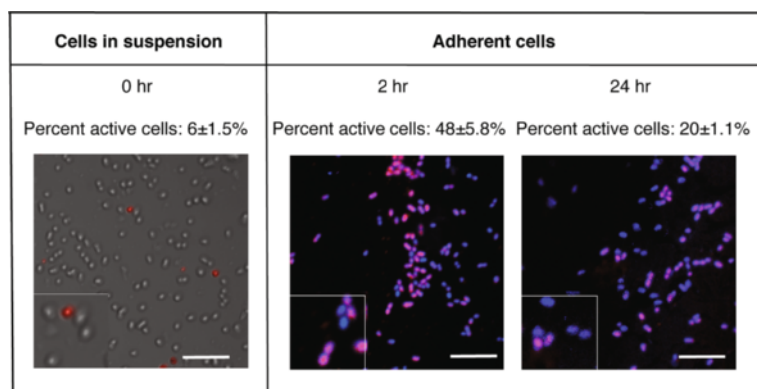 Cells in suspension
Adherent cells
0 hr
2 hr
24 hr
Percent active cells: 6±1.5%
Percent active cells: 48±5.8%
Percent active cells: 20±1.1%